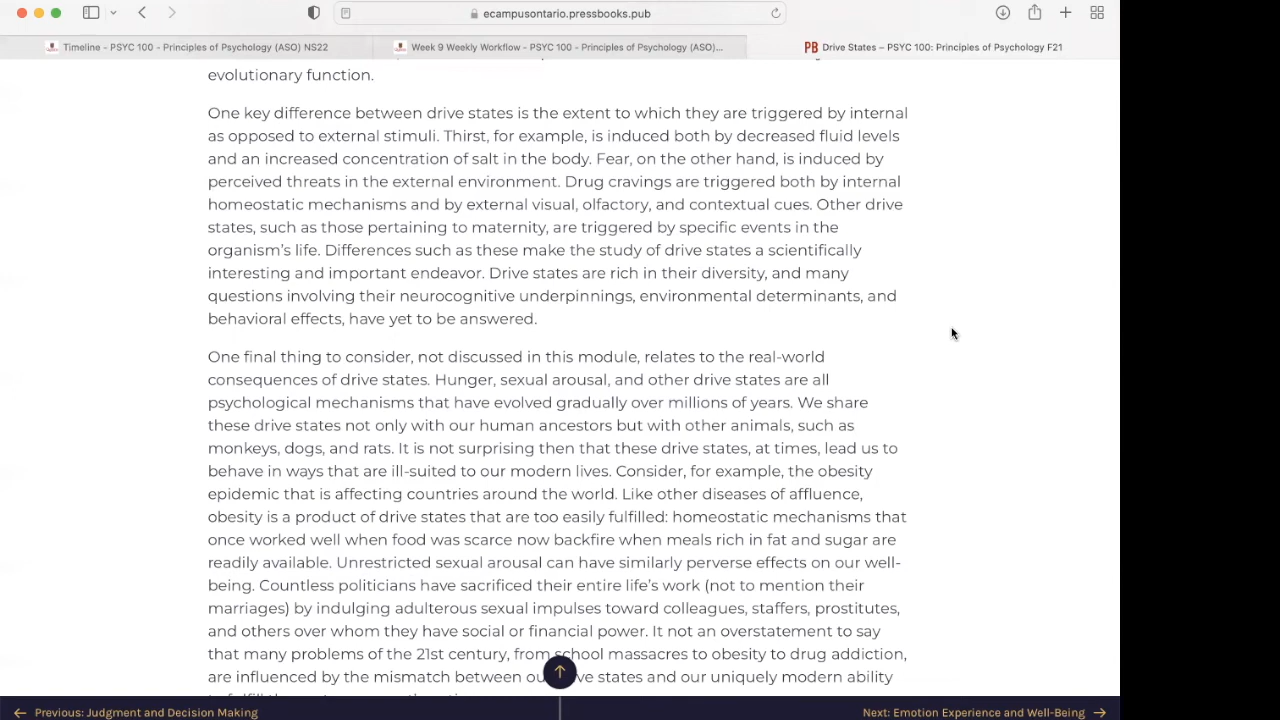 ecampusontario.pressbooks.pub
Timeline - PSYC 100 - Principles of Psychology (ASO) NS22
Week 9 Weekly Workflow - PSYC 100 - Principles of Psychology (ASO)...
PB Drive States – PSYC 100: Principles of Psychology F21
evolutionary function.
One key difference between drive states is the extent to which they are triggered by internal
as opposed to external stimuli. Thirst, for example, is induced both by decreased fluid levels
and an increased concentration of salt in the body. Fear, on the other hand, is induced by
perceived threats in the external environment. Drug cravings are triggered both by internal
homeostatic mechanisms and by external visual, olfactory, and contextual cues. Other drive
states, such as those pertaining to maternity, are triggered by specific events in the
organism's life. Differences such as these make the study of drive states a scientifically
interesting and important endeavor. Drive states are rich in their diversity, and many
questions involving their neurocognitive underpinnings, environmental determinants, and
behavioral effects, have yet to be answered.
One final thing to consider, not discussed in this module, relates to the real-world
consequences of drive states. Hunger, sexual arousal, and other drive states are all
psychological mechanisms that have evolved gradually over millions of years. We share
these drive states not only with our human ancestors but with other animals, such as
monkeys, dogs, and rats. It is not surprising then that these drive states, at times, lead us to
behave in ways that are ill-suited to our modern lives. Consider, for example, the obesity
epidemic that is affecting countries around the world. Like other diseases of affluence,
obesity is a product of drive states that are too easily fulfilled: homeostatic mechanisms that
once worked well when food was scarce now backfire when meals rich in fat and sugar are
readily available. Unrestricted sexual arousal can have similarly perverse effects on our well-
being. Countless politicians have sacrificed their entire life's work (not to mention their
marriages) by indulging adulterous sexual impulses toward colleagues, staffers, prostitutes,
and others over whom they have social or financial power. It not an overstatement to say
that many problems of the 21st century, from school massacres to obesity to drug addiction,
are influenced by the mismatch between states and our uniquely modern ability
Previous: Judgment and Decision Making
Next: Emotion Experience and Well-Being